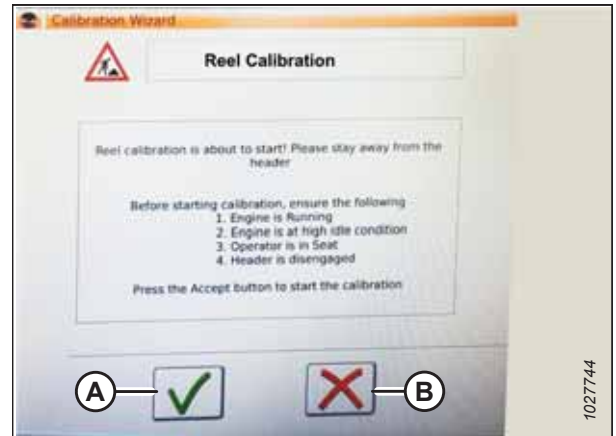 Calibration Wizard
Reel Calibration
Reel calibration is about to start! Please stay away from the
header
Before starting calibration, ensure the following
1. Engine is Running
2. Engine is at high idle condition
3. Operator is in Seat
4. Header is disengaged
Press the Accept button to start the calibration
A
B
1027744